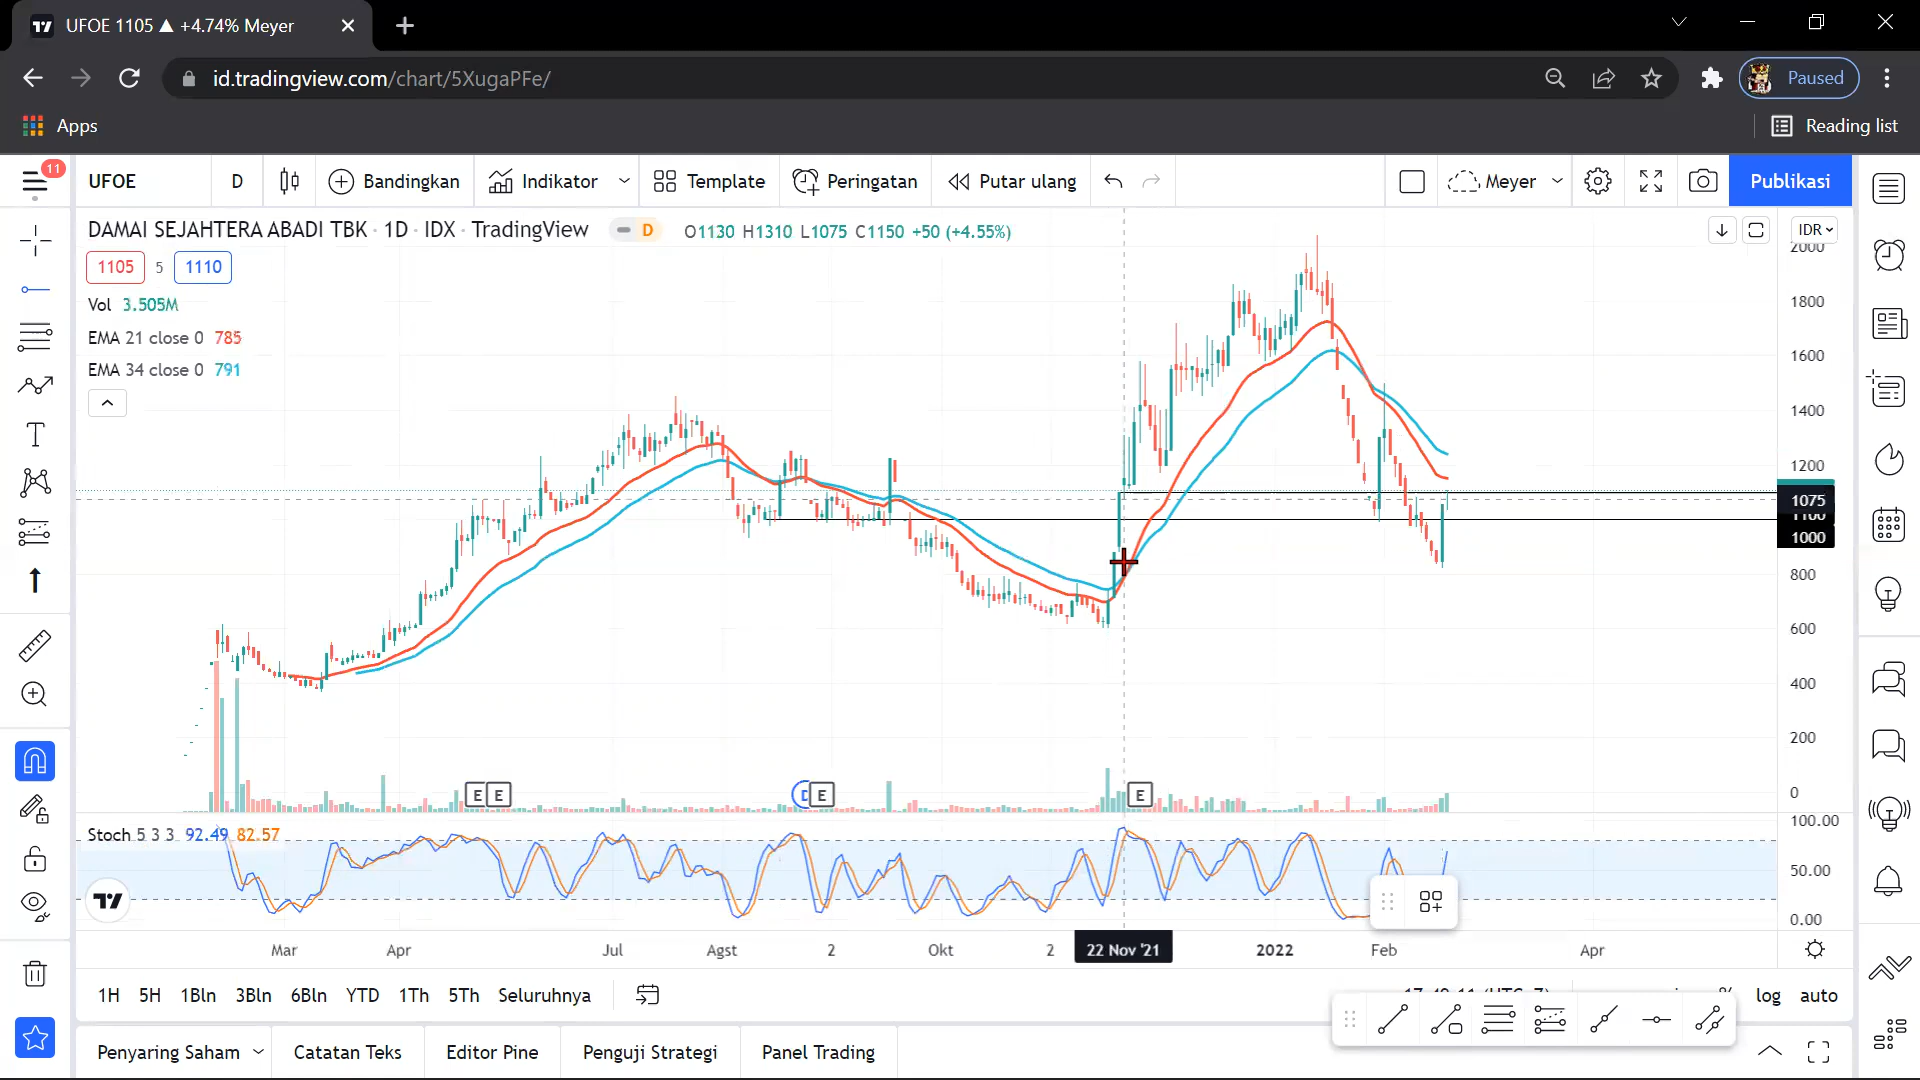 UFOE 1105 ▲ +4.74% Meyer
id.tradingview.com/chart/5XugaPFe/
Paused
Apps
Reading list
11
UFOE
D
Bandingkan
Indikator
Template
Peringatan
Putar ulang
Meyer
Publikasi
DAMAI SEJAHTERA ABADI TBK · 1D · IDX · TradingView
D
O1130 H1310 L1075 C1150 +50 (+4.55%)
IDR
1105 5 1110
Vol 3.505M
EMA 21 close 0 785
EMA 34 close 0 791
2000
1800
1600
1400
1200
1075
1100
1000
800
600
400
200
0
E E
D E
E
Stoch 5 3 3 92.49 82.57
100.00
50.00
0.00
Mar Apr Jul Agst 2 Okt 2 22 Nov '21 2022 Feb Apr
1H 5H 1Bln 3Bln 6Bln YTD 1Th 5Th Seluruhnya
log auto
Penyaring Saham Catatan Teks Editor Pine Penguji Strategi Panel Trading